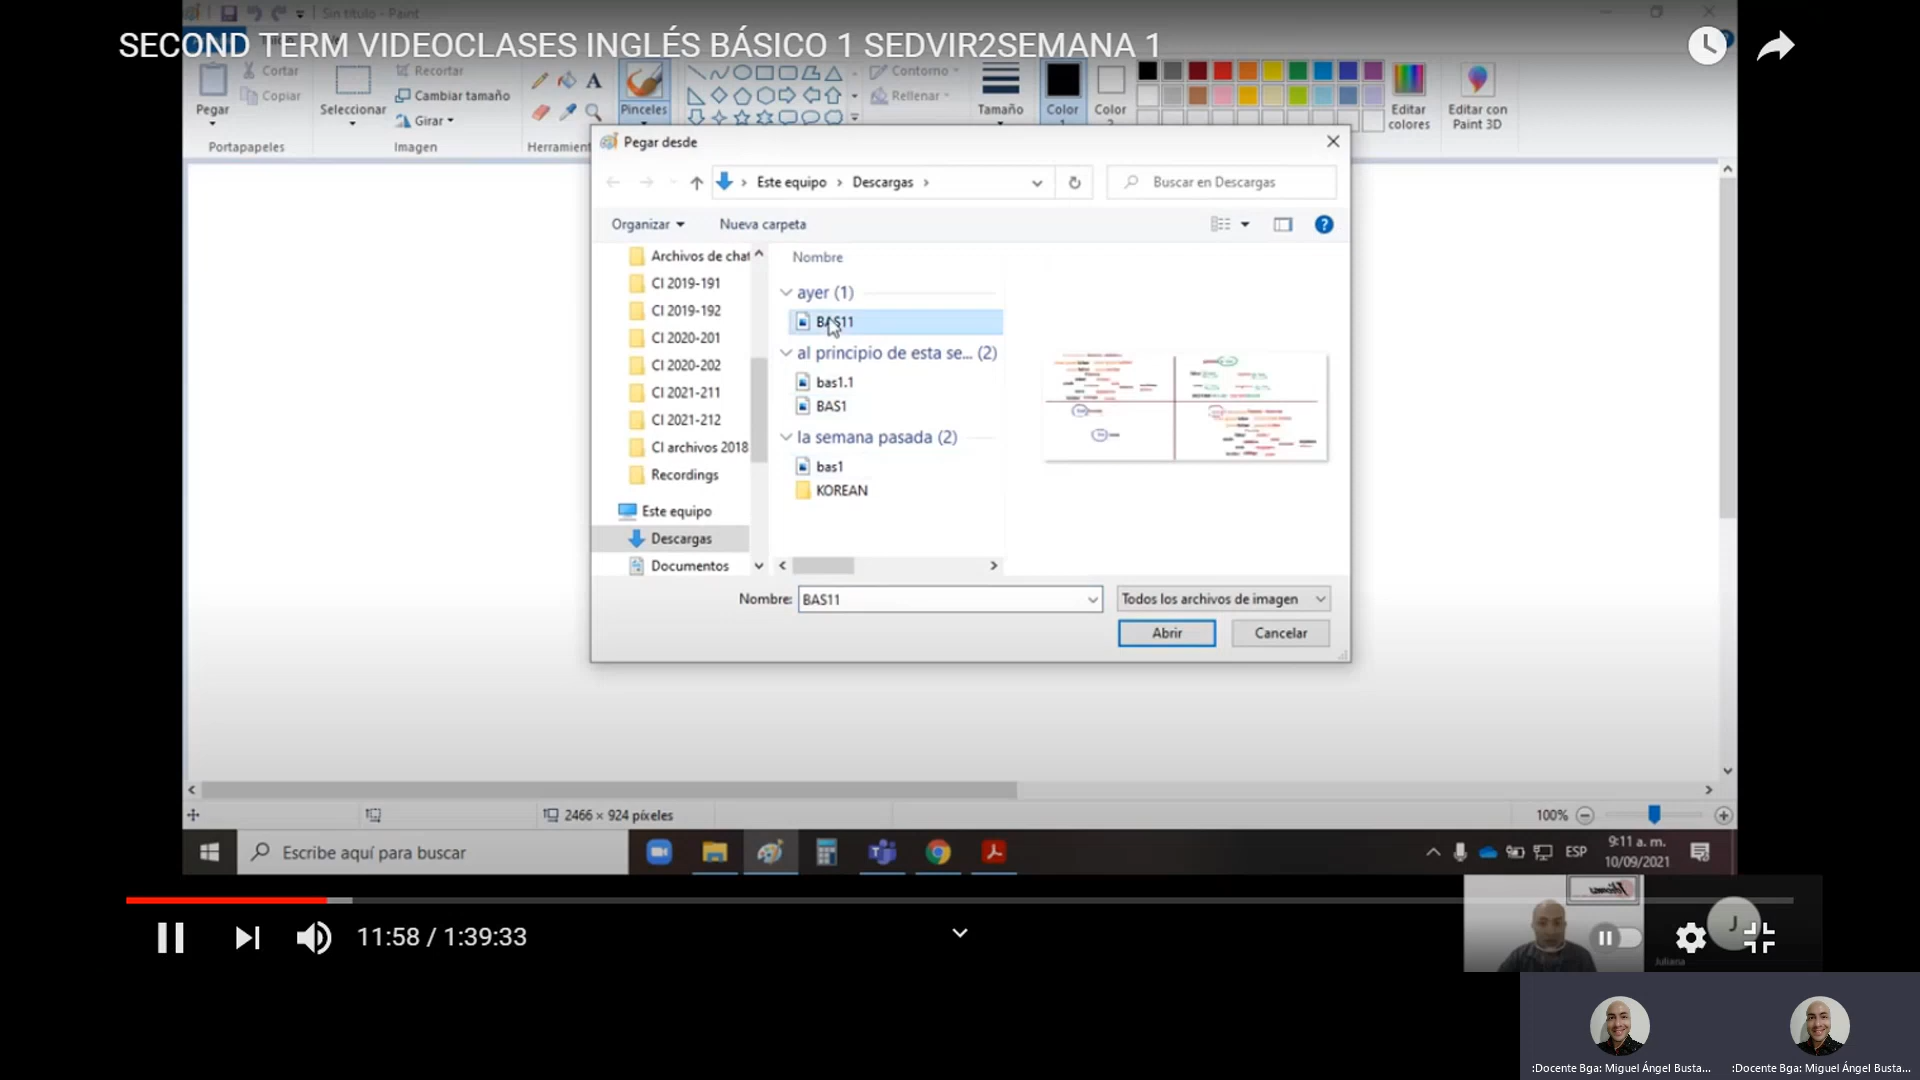 Sin título - Paint
SECOND TERM VIDEOCLASES INGLÉS BÁSICO 1 SEDVIR2SEMANA 1
Pegar
Cortar
Copiar
Portapapeles
Seleccionar
Recortar
Cambiar tamaño
Girar
Imagen
A
Herramien
Pinceles
Contorno
Rellenar
Tamaño
Color
1
Color
2
Editar
colores
Editar con
Paint 3D
Pegar desde
Este equipo
Descargas
Buscar en Descargas
Organizar
Nueva carpeta
?
Archivos de chat
CI 2019-191
CI 2019-192
CI 2020-201
CI 2020-202
CI 2021-211
CI 2021-212
CI archivos 2018
Recordings
Este equipo
Descargas
Documentos
Nombre
ayer (1)
BAS11
al principio de esta se... (2)
bas1.1
BAS1
la semana pasada (2)
bas1
KOREAN
Nombre:
BAS11
Todos los archivos de imagen
Abrir
Cancelar
2466 × 924 píxeles
100%
Escribe aquí para buscar
ESP
9:11 a. m.
10/09/2021
11:58 / 1:39:33
J
Juliana
:Docente Bga: Miguel Ángel Busta...
:Docente Bga: Miguel Ángel Busta...